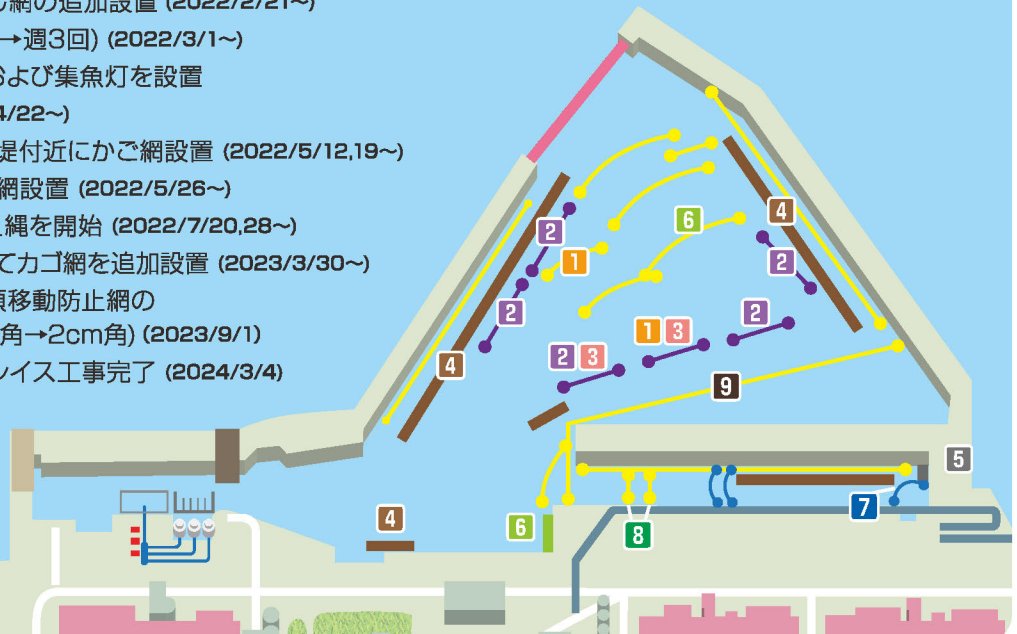 網の追加設置 (2022/2/21~)
→週3回) (2022/3/1~)
および集魚灯を設置
4/22~)
堤付近にかご網設置 (2022/5/12,19~)
網設置 (2022/5/26~)
縄を開始 (2022/7/20,28~)
てカゴ網を追加設置 (2023/3/30~)
移動防止網の
角→2cm角) (2023/9/1)
イス工事完了 (2024/3/4)
4
6
2
1
2
2
2
1 3
2 3
4
9
5
7
4
6
8